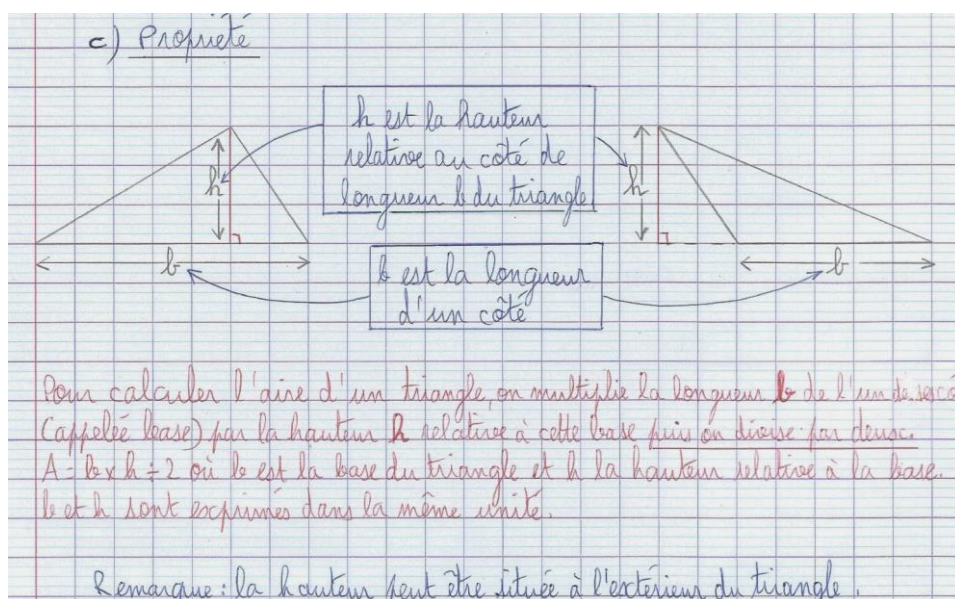 c) Propriété
h est la hauteur
relative au côté de
longueur b du triangle
h
h
b
b
b est la longueur
d'un côté
Pour calculer l'aire d'un triangle, on multiplie la longueur b de l'un de ses cô
(appelée base) par la hauteur h relative à cette base puis on divise par deux.
A = b x h ÷ 2 où b est la base du triangle et h la hauteur relative à la base.
b et h sont exprimés dans la même unité.
Remarque : la hauteur peut être située à l'extérieur du triangle.